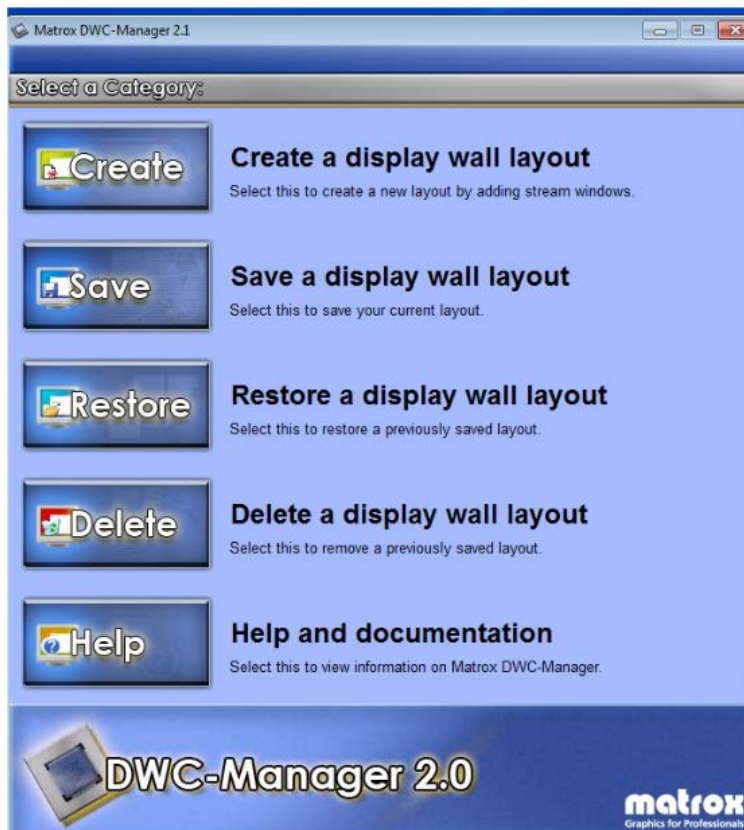 Matrox DWC-Manager 2.1
Select a Category:
Create
Create a display wall layout
Select this to create a new layout by adding stream windows.
Save
Save a display wall layout
Select this to save your current layout.
Restore
Restore a display wall layout
Select this to restore a previously saved layout.
Delete
Delete a display wall layout
Select this to remove a previously saved layout.
Help
Help and documentation
Select this to view information on Matrox DWC-Manager.
DWC-Manager 2.0
matrox
Graphics for Professionals